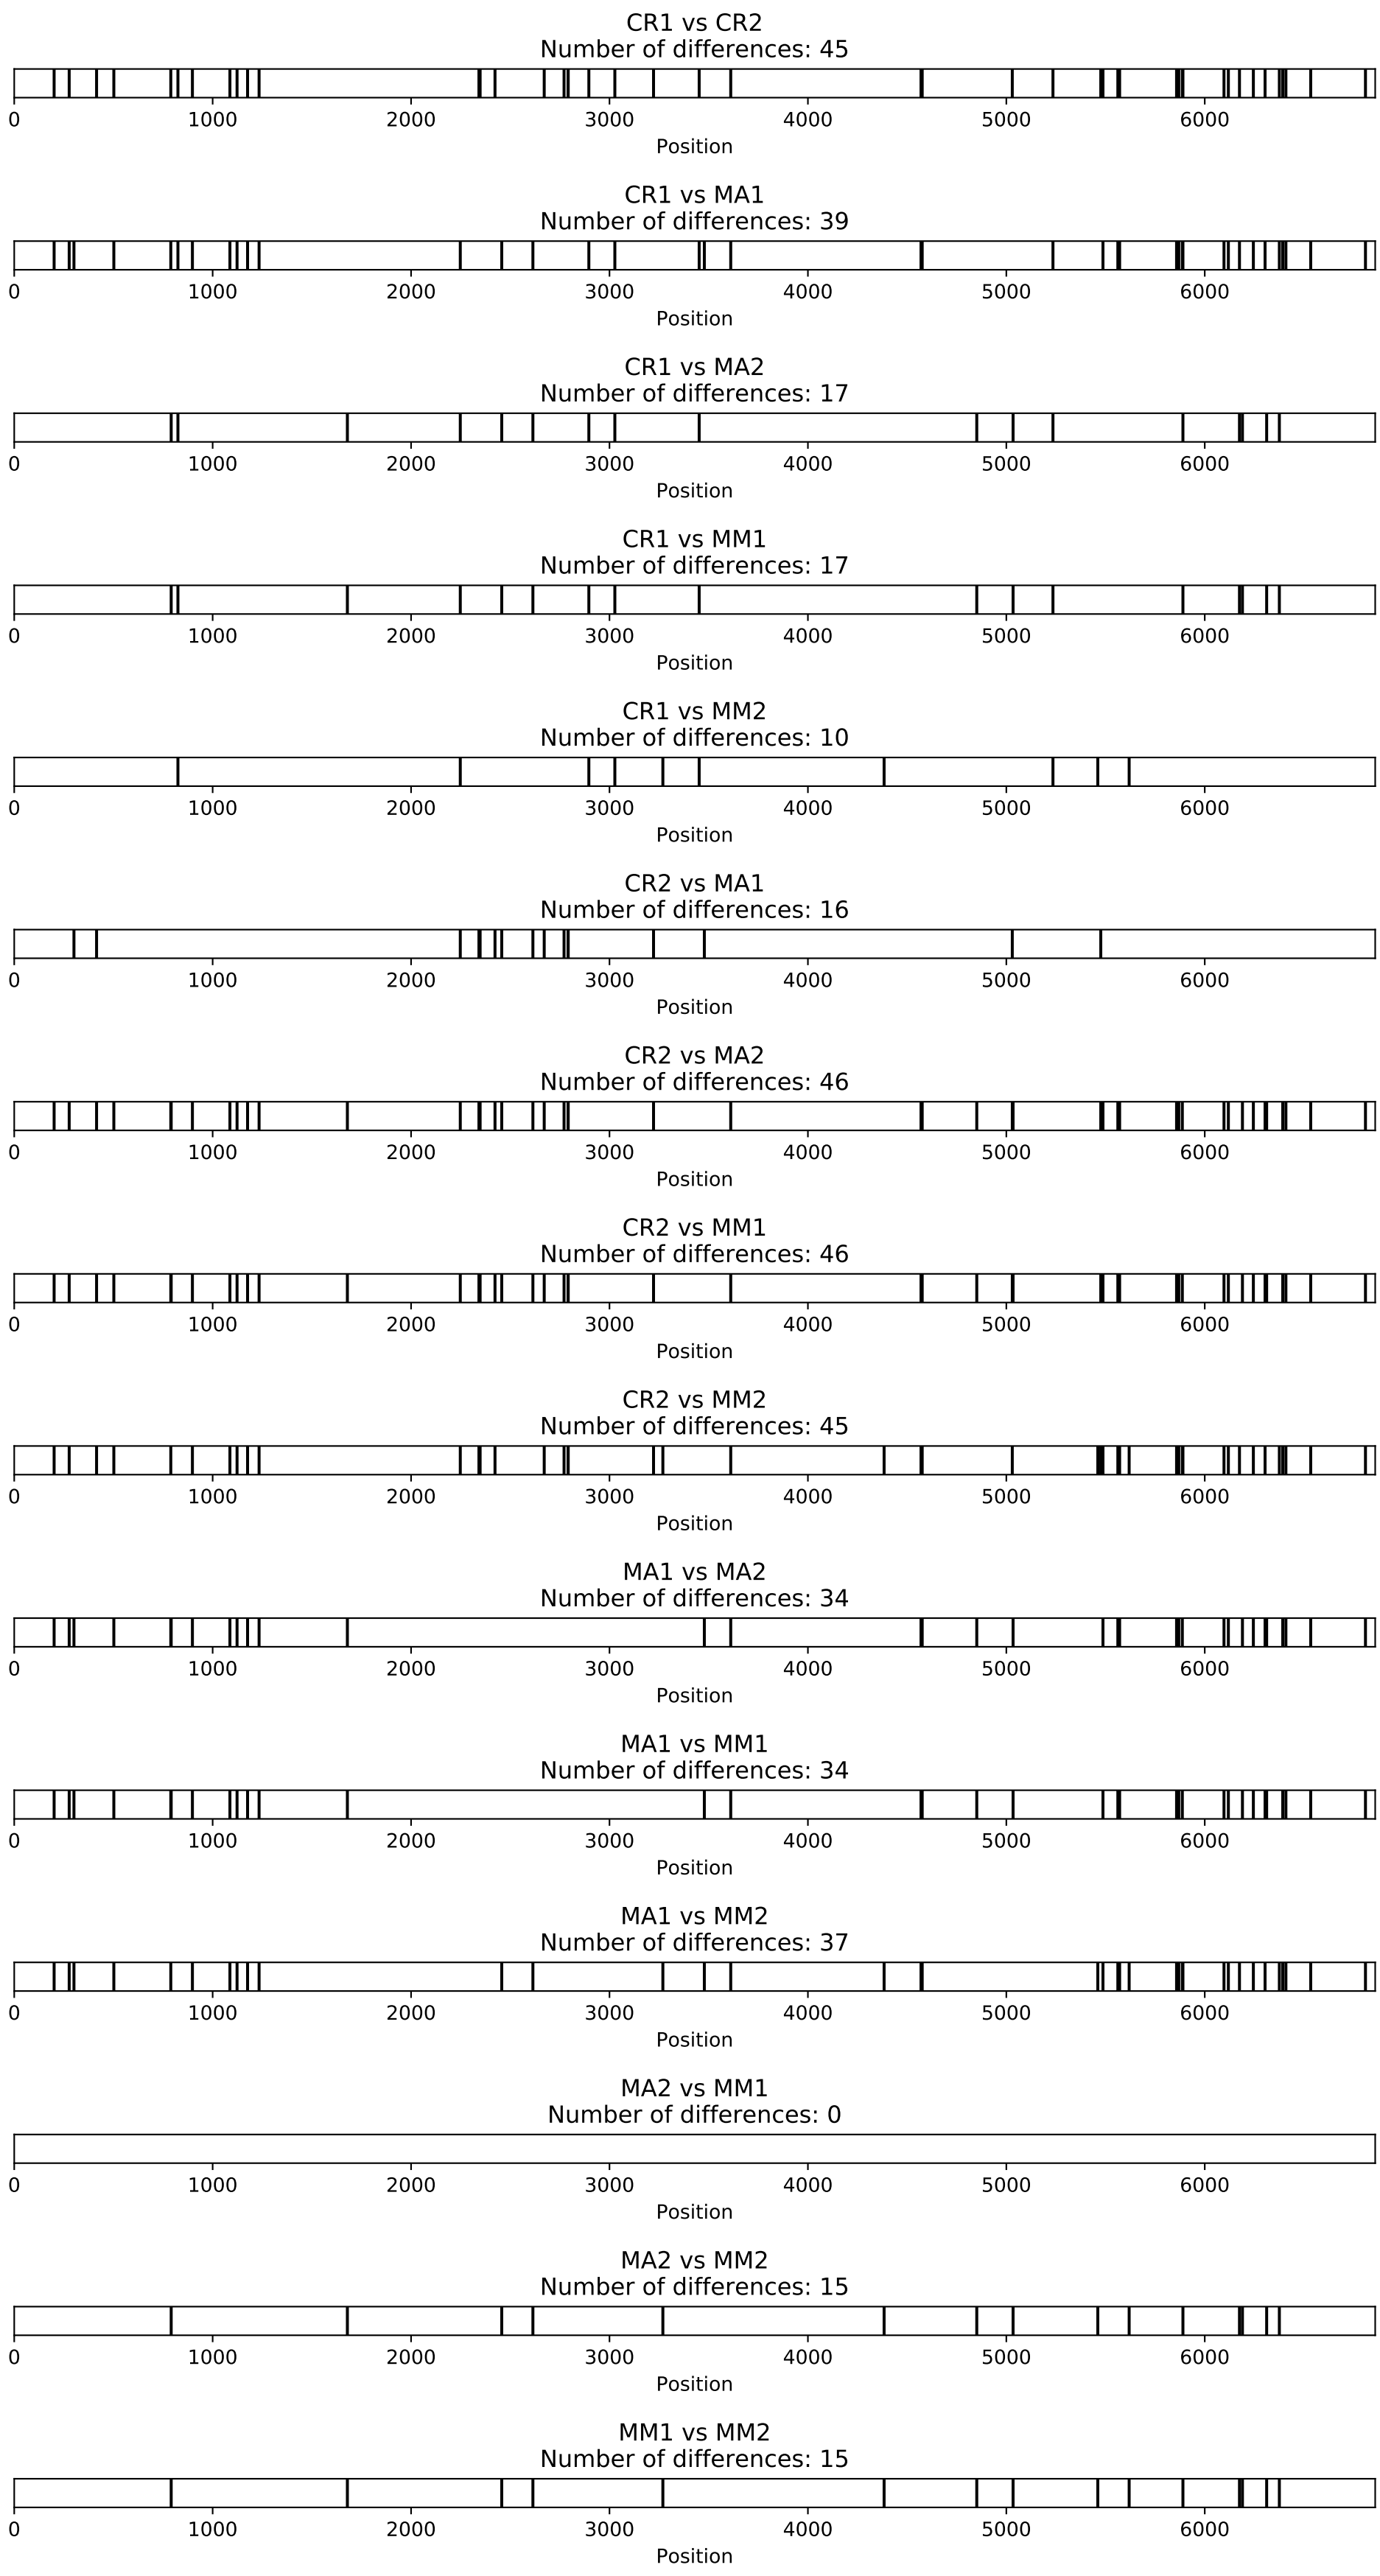 CR1 vs CR2
Number of differences: 45
0 1000 2000 3000 4000 5000 6000
Position
CR1 vs MA1
Number of differences: 39
0 1000 2000 3000 4000 5000 6000
Position
CR1 vs MA2
Number of differences: 17
0 1000 2000 3000 4000 5000 6000
Position
CR1 vs MM1
Number of differences: 17
0 1000 2000 3000 4000 5000 6000
Position
CR1 vs MM2
Number of differences: 10
0 1000 2000 3000 4000 5000 6000
Position
CR2 vs MA1
Number of differences: 16
0 1000 2000 3000 4000 5000 6000
Position
CR2 vs MA2
Number of differences: 46
0 1000 2000 3000 4000 5000 6000
Position
CR2 vs MM1
Number of differences: 46
0 1000 2000 3000 4000 5000 6000
Position
CR2 vs MM2
Number of differences: 45
0 1000 2000 3000 4000 5000 6000
Position
MA1 vs MA2
Number of differences: 34
0 1000 2000 3000 4000 5000 6000
Position
MA1 vs MM1
Number of differences: 34
0 1000 2000 3000 4000 5000 6000
Position
MA1 vs MM2
Number of differences: 37
0 1000 2000 3000 4000 5000 6000
Position
MA2 vs MM1
Number of differences: 0
0 1000 2000 3000 4000 5000 6000
Position
MA2 vs MM2
Number of differences: 15
0 1000 2000 3000 4000 5000 6000
Position
MM1 vs MM2
Number of differences: 15
0 1000 2000 3000 4000 5000 6000
Position